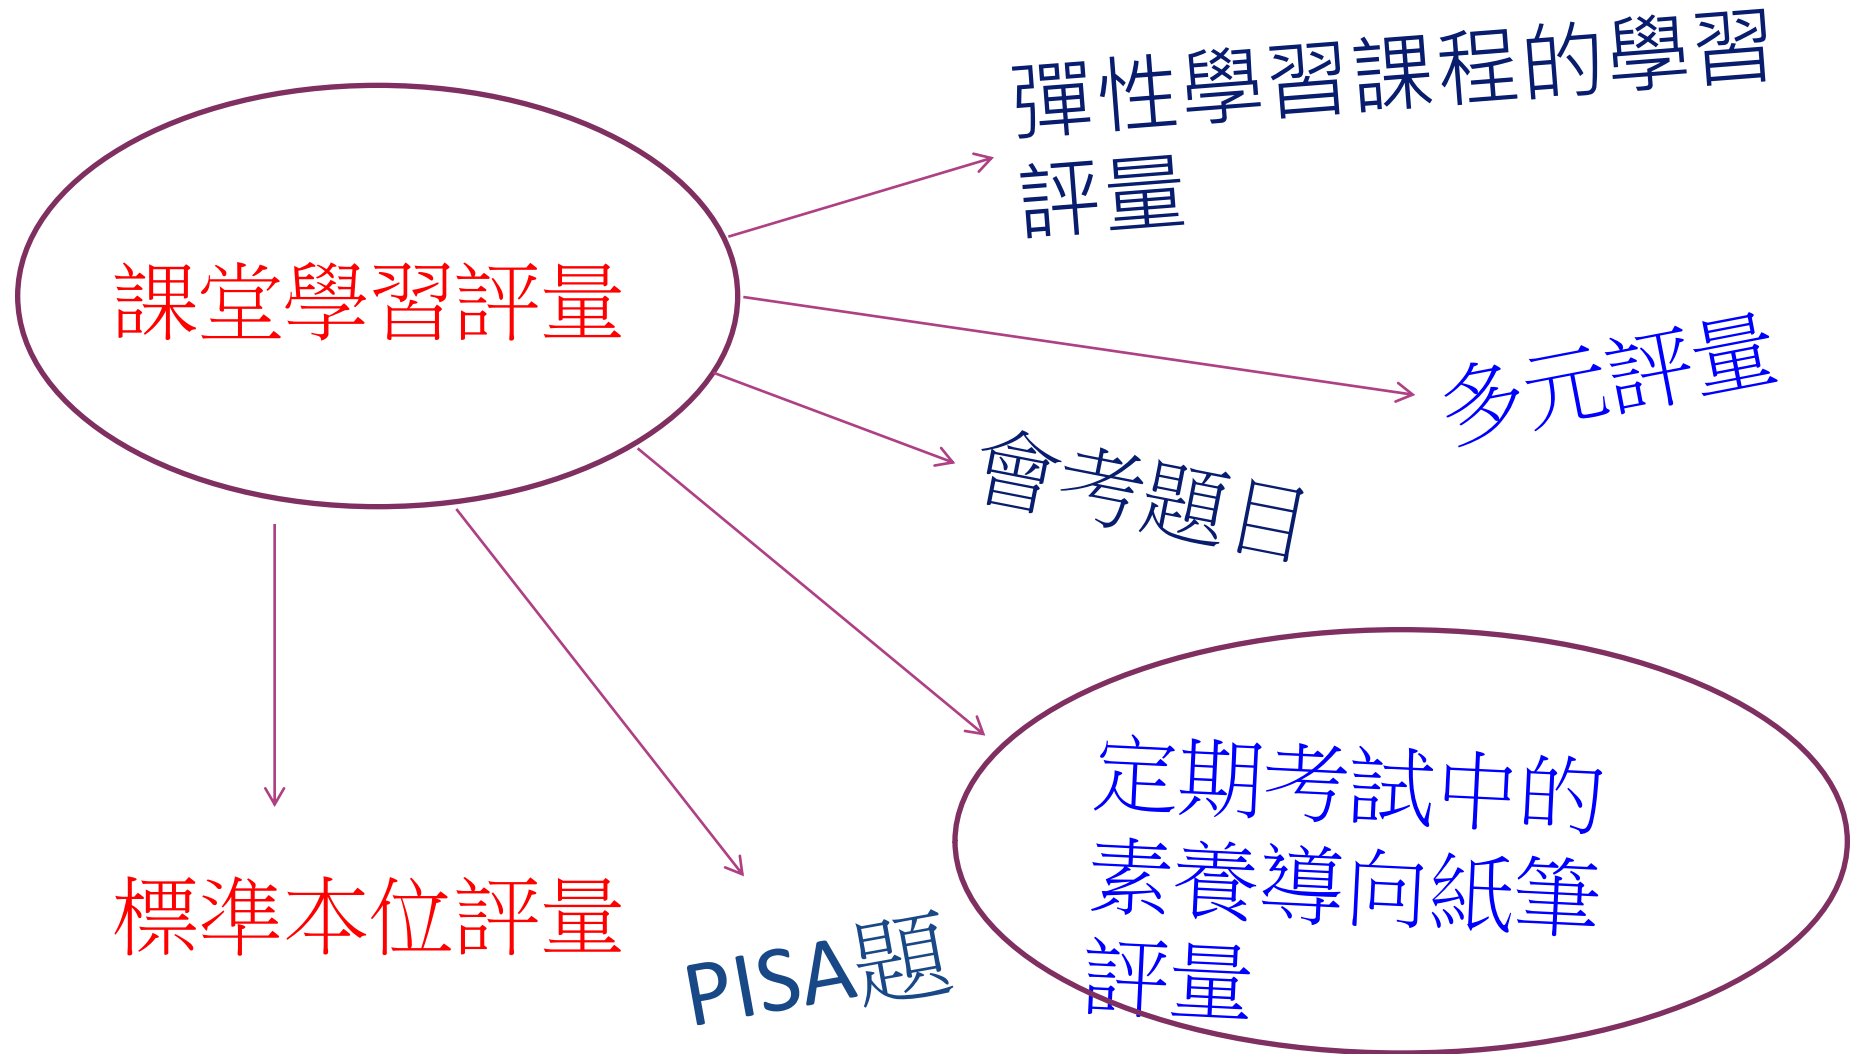 彈性學習課程的學習
評量
課堂學習評量
多元評量
會考題目
定期考試中的
素養導向紙筆
評量
標準本位評量
PISA題